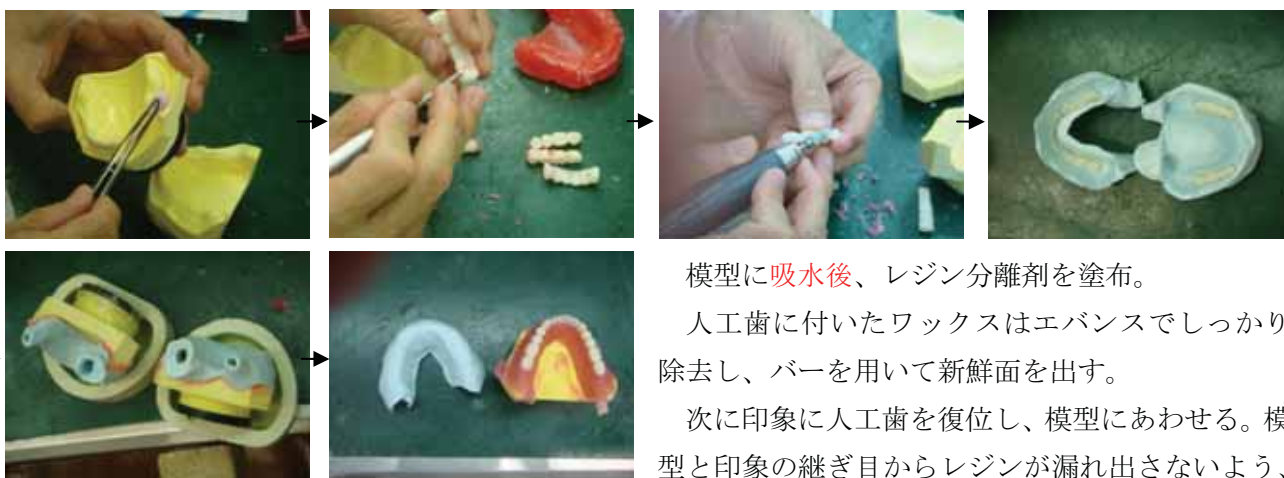 模型に吸水後、レジン分離剤を塗布。
人工歯に付いたワックスはエバンスでしっかり
除去し、バーを用いて新鮮面を出す。
次に印象に人工歯を復位し、模型にあわせる。模
型と印象の継ぎ目からレジンが漏れ出さないよう、